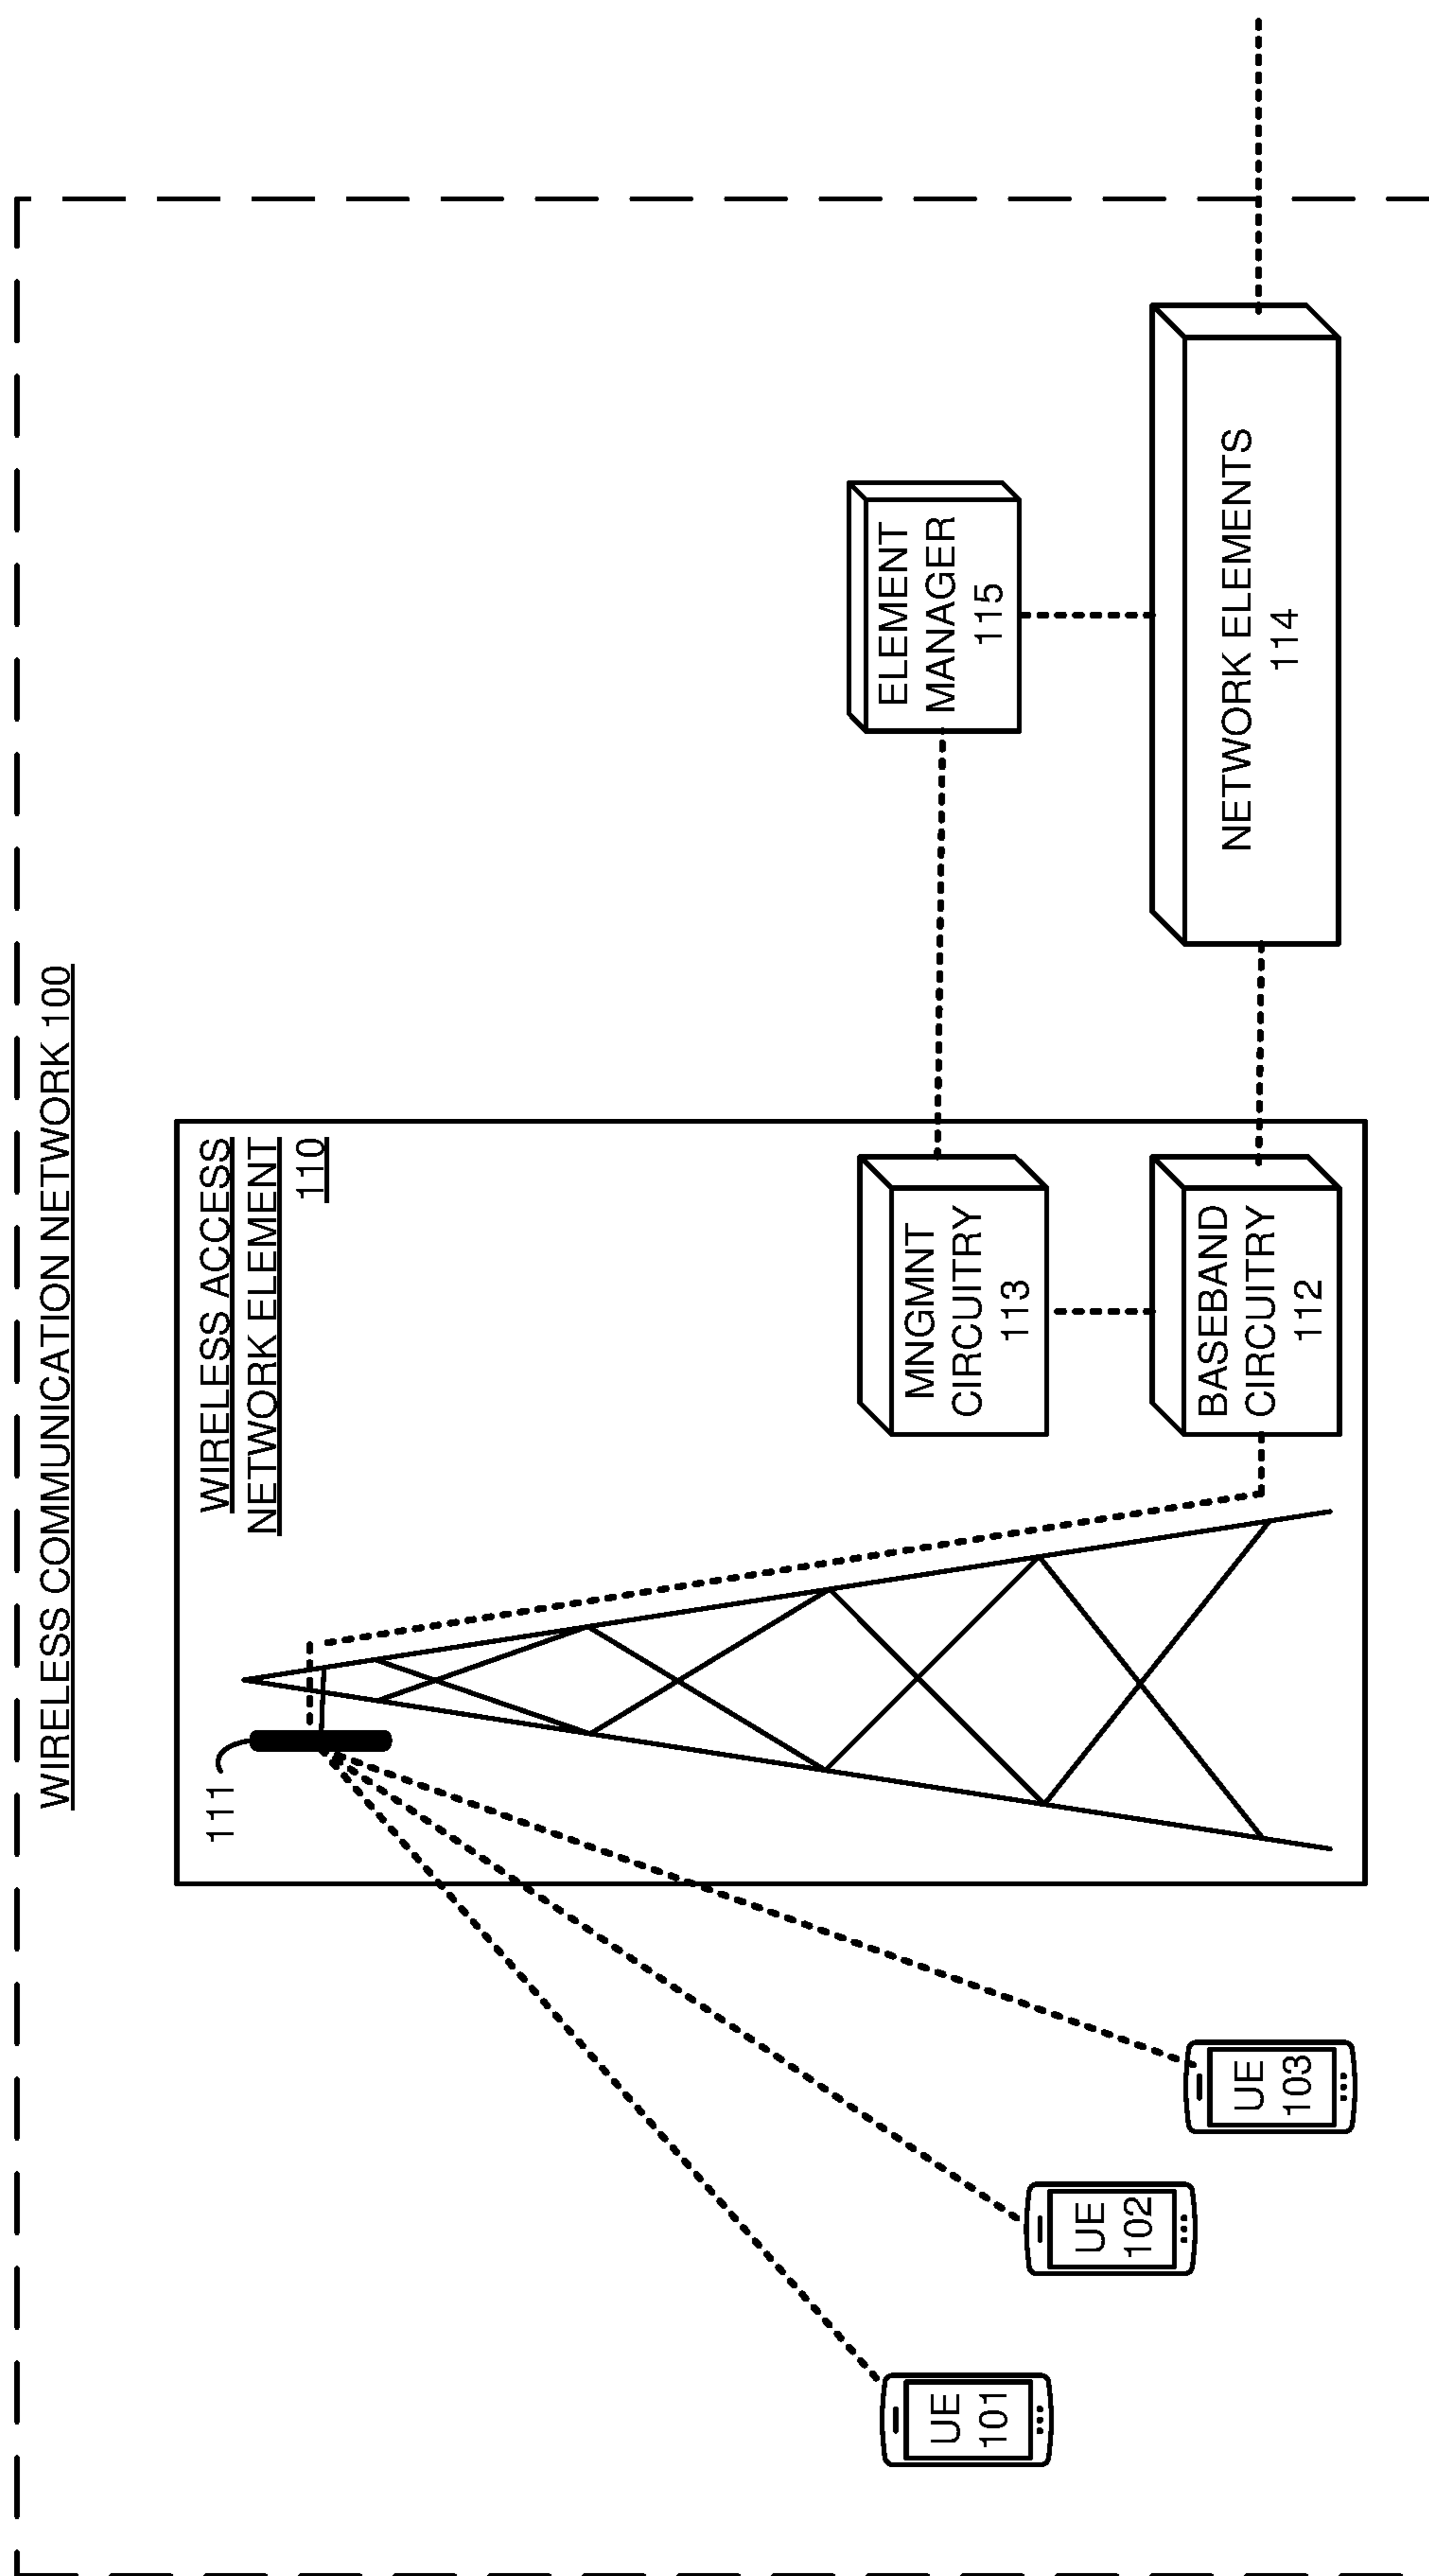 WIRELESS COMMUNICATION NETWORK 100
111
WIRELESS ACCESS
NETWORK ELEMENT
110
MNGMNT
CIRCUITRY
113
BASEBAND
CIRCUITRY
112
ELEMENT
MANAGER
115
NETWORK ELEMENTS
114
UE
101
UE
102
UE
103